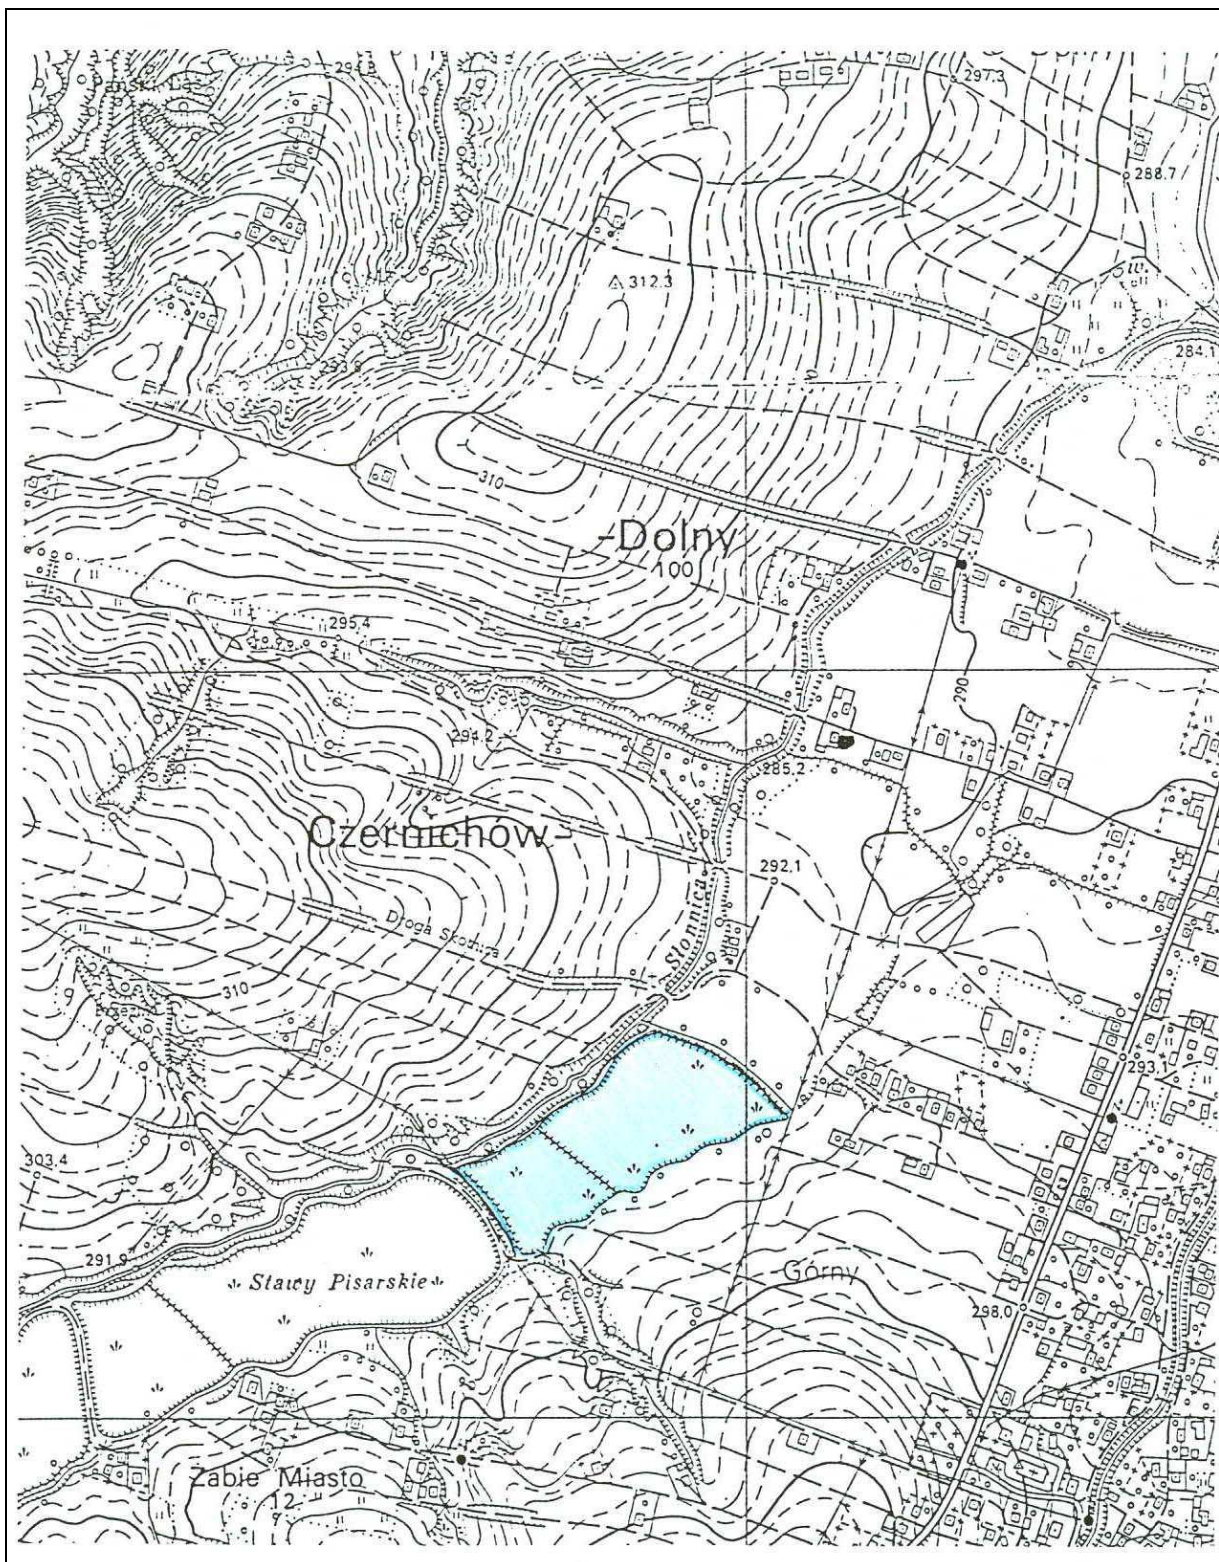 297.3
288.7
312.3
284.1
310
-Dolny
100
295.4
290
294.2
285.2
Czernichów-
292.1
Słonnica
Droga Skotnica
310
293.1
303.4
291.9
Stawy Pisarskie
Górny
298.0
Żabie Miasto
12